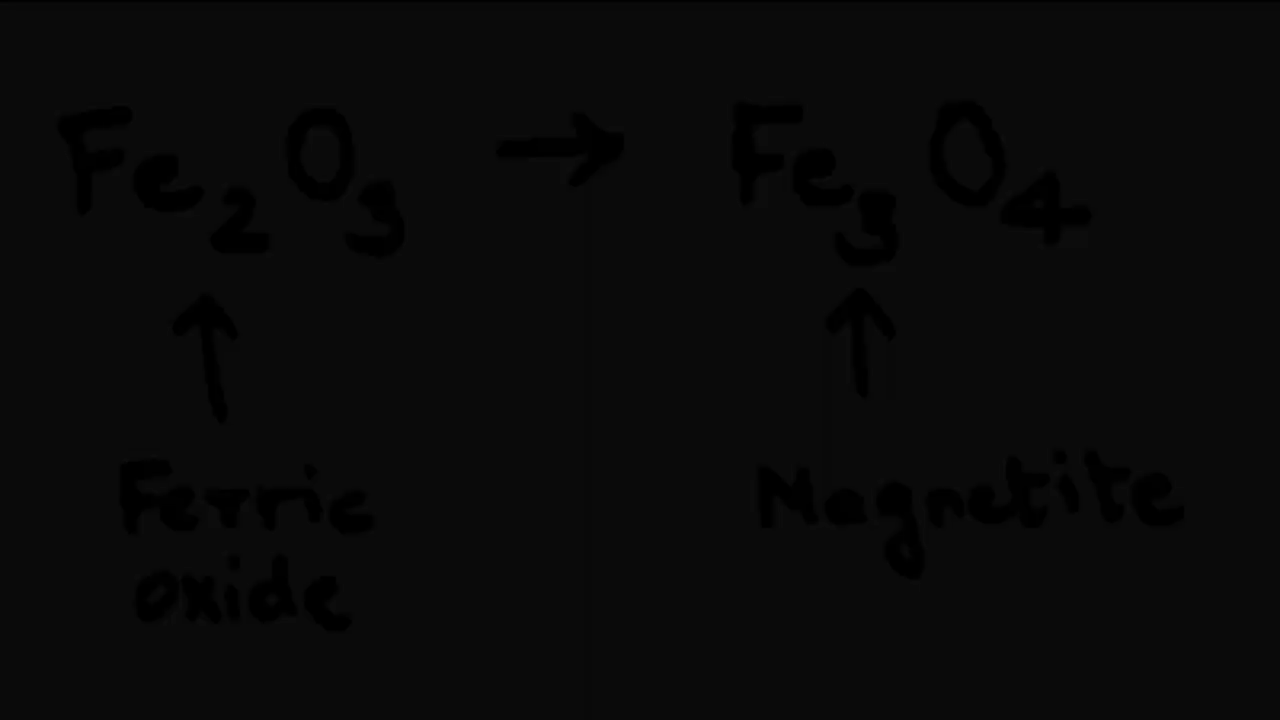 Fe₂O₃ → Fe₃O₄
Ferric
oxide
Magnetite